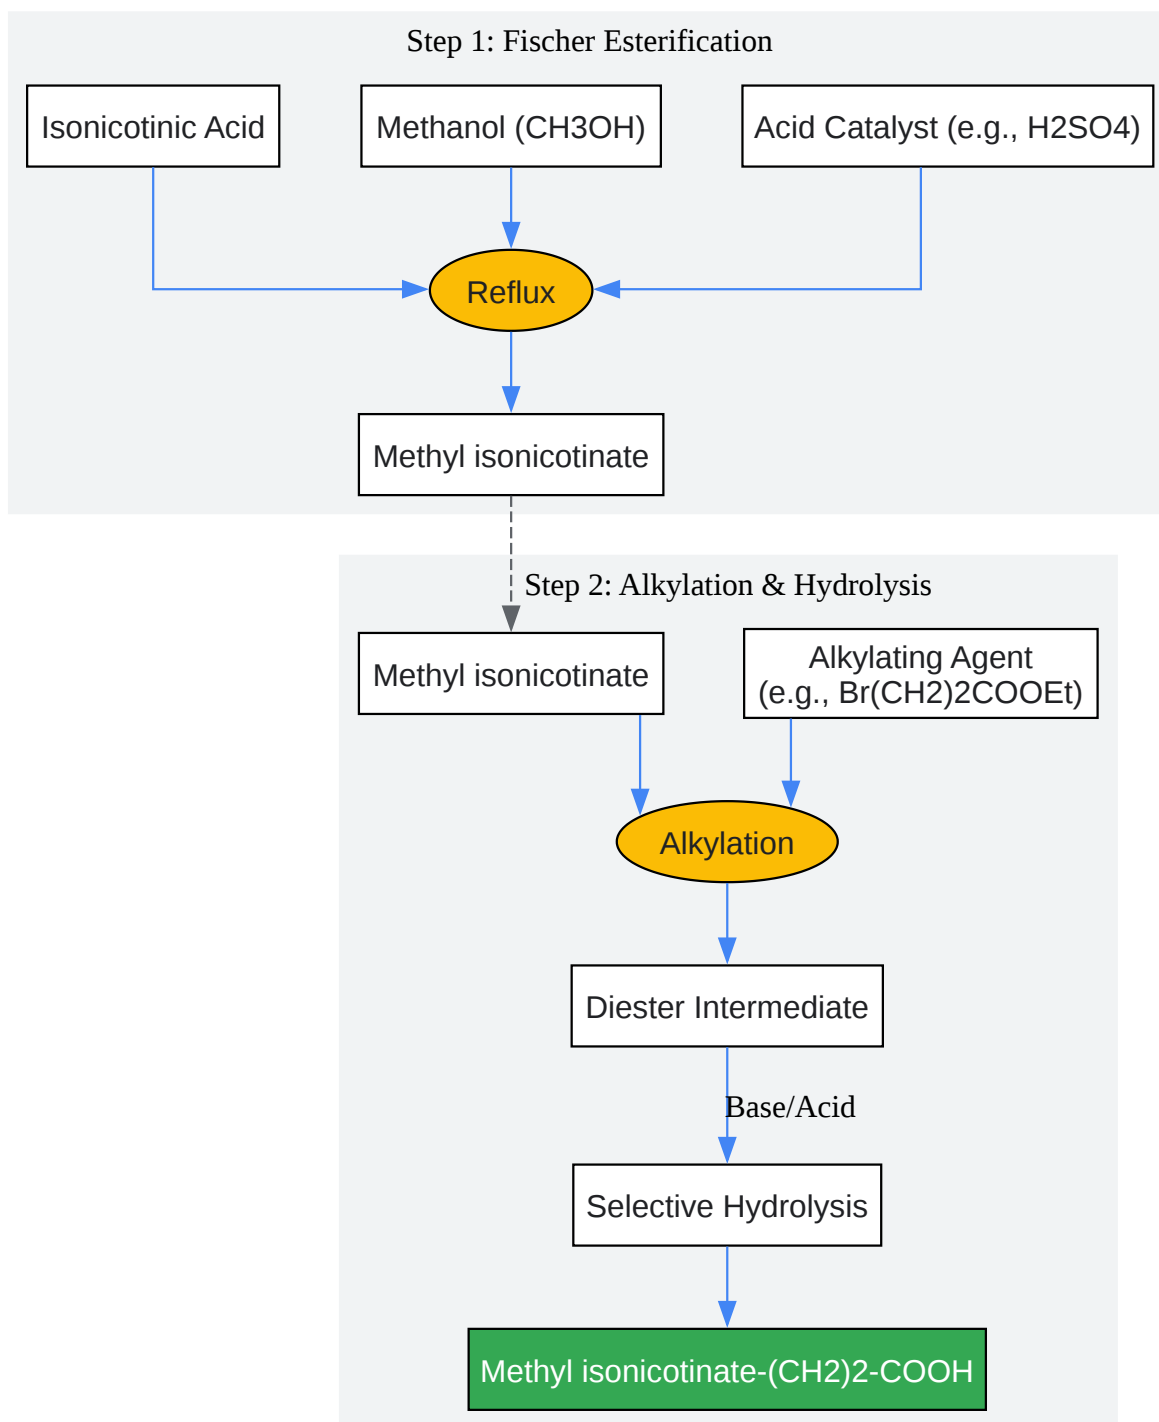 Step 1: Fischer Esterification
Isonicotinic Acid
Methanol (CH3OH)
Acid Catalyst (e.g., H2SO4)
Reflux
Methyl isonicotinate
Step 2: Alkylation & Hydrolysis
Methyl isonicotinate
Alkylating Agent
(e.g., Br(CH2)2COOEt)
Alkylation
Diester Intermediate
Base/Acid
Selective Hydrolysis
Methyl isonicotinate-(CH2)2-COOH